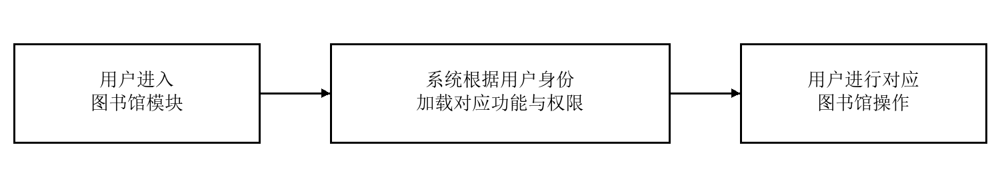 用户进入
图书馆模块
系统根据用户身份
加载对应功能与权限
用户进行对应
图书馆操作